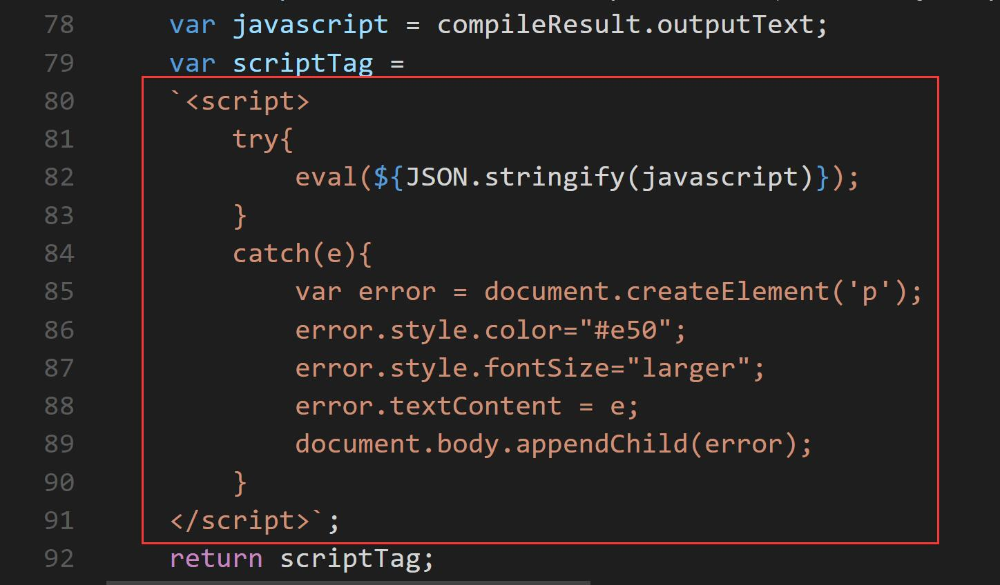 78 var javascript = compileResult.outputText;
79 var scriptTag =
80 `<script>
81 try{
82 eval(${JSON.stringify(javascript)});
83 }
84 catch(e){
85 var error = document.createElement('p');
86 error.style.color="#e50";
87 error.style.fontSize="larger";
88 error.textContent = e;
89 document.body.appendChild(error);
90 }
91 </script>`;
92 return scriptTag;